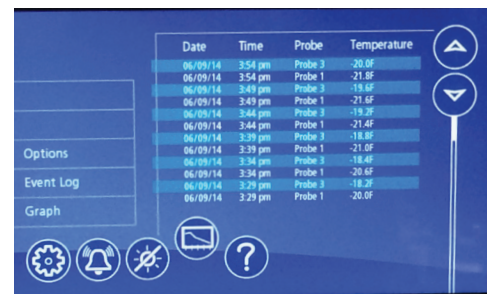 Date Time Probe Temperature
06/09/14 3:54 pm Probe 3 -20.0F
06/09/14 3:54 pm Probe 1 -21.8F
06/09/14 3:49 pm Probe 3 -19.6F
06/09/14 3:49 pm Probe 1 -21.6F
06/09/14 3:44 pm Probe 3 -19.2F
06/09/14 3:44 pm Probe 1 -21.4F
06/09/14 3:39 pm Probe 3 -18.8F
06/09/14 3:39 pm Probe 1 -21.0F
06/09/14 3:34 pm Probe 3 -18.4F
06/09/14 3:34 pm Probe 1 -20.6F
06/09/14 3:29 pm Probe 3 -18.2F
06/09/14 3:29 pm Probe 1 -20.0F
Options
Event Log
Graph
?